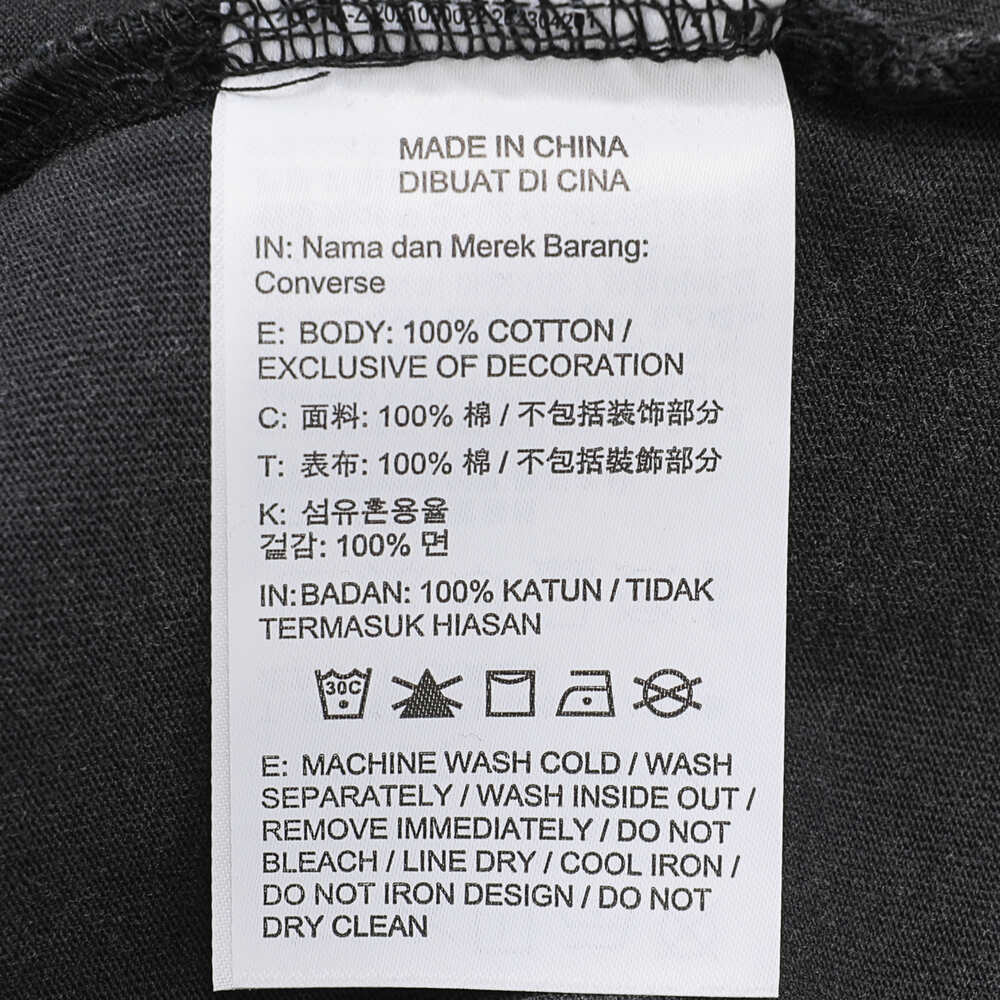 MADE IN CHINA
DIBUAT DI CINA
IN: Nama dan Merek Barang:
Converse
E: BODY: 100% COTTON /
EXCLUSIVE OF DECORATION
C: 面料: 100% 棉 / 不包括装饰部分
T: 表布: 100% 棉 / 不包括裝飾部分
K: 섬유혼용율
겉감: 100% 면
IN:BADAN: 100% KATUN / TIDAK
TERMASUK HIASAN
30C
E: MACHINE WASH COLD / WASH
SEPARATELY / WASH INSIDE OUT /
REMOVE IMMEDIATELY / DO NOT
BLEACH / LINE DRY / COOL IRON /
DO NOT IRON DESIGN / DO NOT
DRY CLEAN